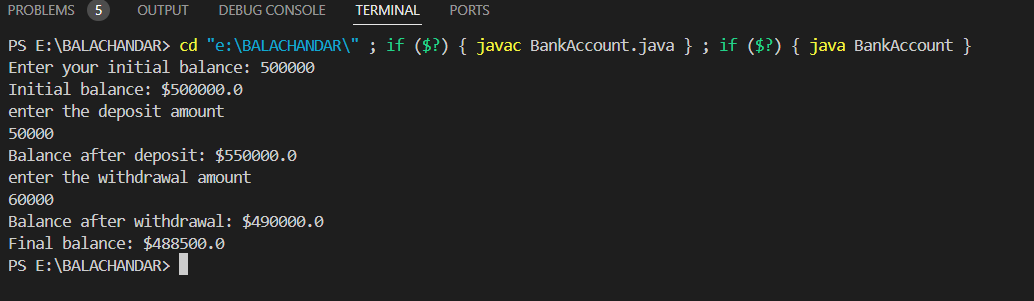 PROBLEMS 5 OUTPUT DEBUG CONSOLE TERMINAL PORTS
PS E:\BALACHANDAR> cd "e:\BALACHANDAR\" ; if ($?) { javac BankAccount.java } ; if ($?) { java BankAccount }
Enter your initial balance: 500000
Initial balance: $500000.0
enter the deposit amount
50000
Balance after deposit: $550000.0
enter the withdrawal amount
60000
Balance after withdrawal: $490000.0
Final balance: $488500.0
PS E:\BALACHANDAR>